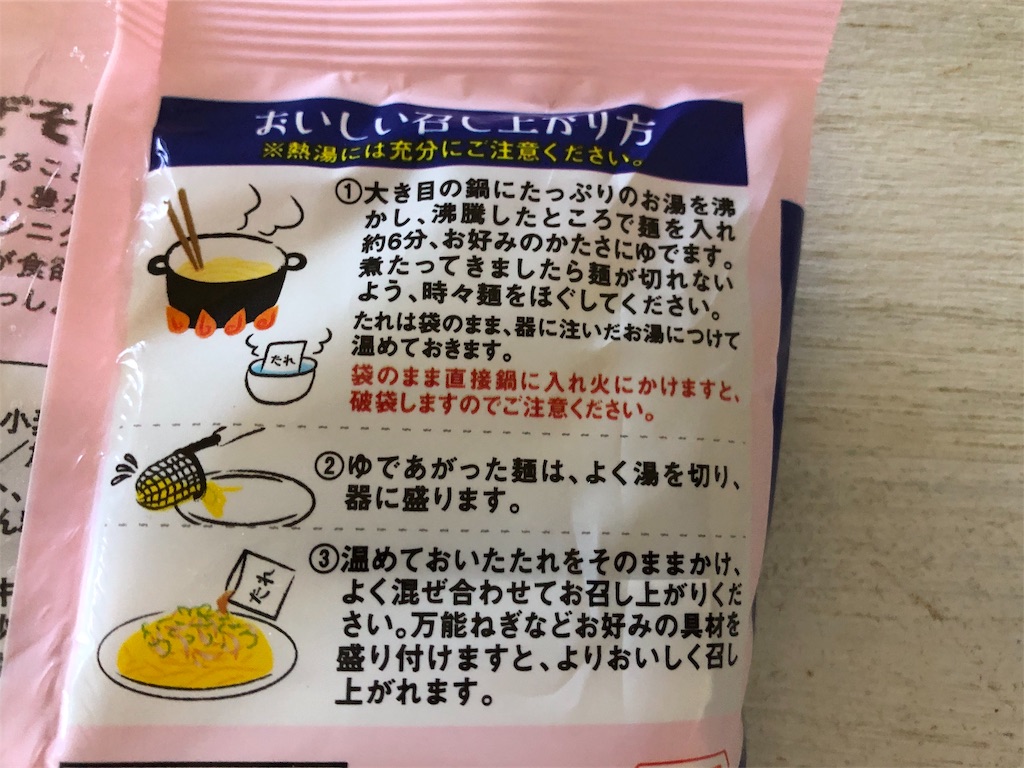 おいしい召し上がり方
※熱湯には充分にご注意ください。
①大き目の鍋にたっぷりのお湯を沸
かし、沸騰したところで麺を入れ
約6分、お好みのかたさにゆでます。
煮たってきましたら麺が切れない
よう、時々麺をほぐしてください。
たれは袋のまま、器に注いだお湯につけて
温めておきます。
袋のまま直接鍋に入れ火にかけますと、
破袋しますのでご注意ください。
たれ
②ゆであがった麺は、よく湯を切り、
器に盛ります。
③温めておいたたれをそのままかけ、
よく混ぜ合わせてお召し上がりくだ
さい。万能ねぎなどお好みの具材を
盛り付けますと、よりおいしく召し
上がれます。
たれ